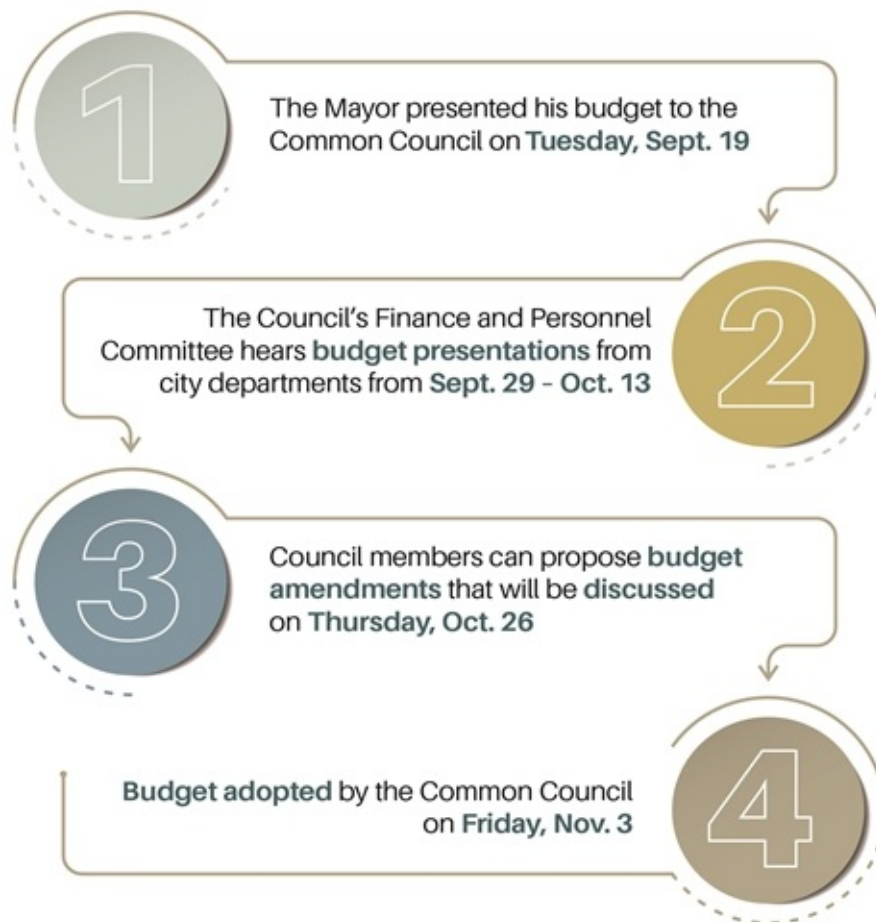 1
The Mayor presented his budget to the
Common Council on Tuesday, Sept. 19
2
The Council's Finance and Personnel
Committee hears budget presentations from
city departments from Sept. 29 – Oct. 13
3
Council members can propose budget
amendments that will be discussed
on Thursday, Oct. 26
4
Budget adopted by the Common Council
on Friday, Nov. 3